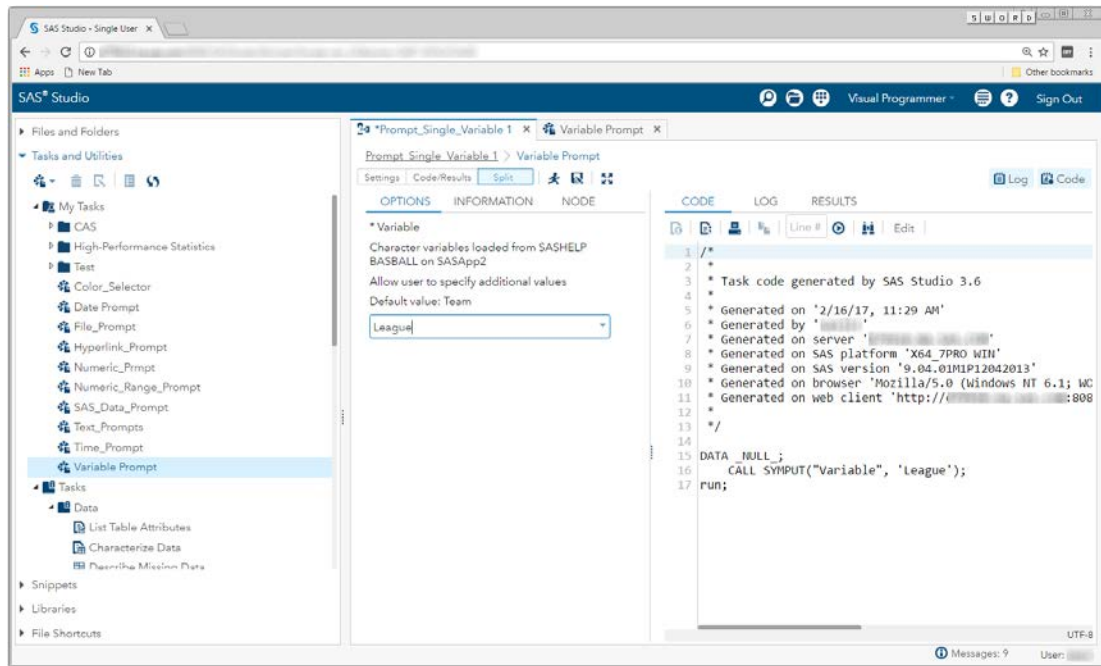 SWORD
SAS Studio - Single User
Apps New Tab
Other bookmarks
SAS® Studio
Visual Programmer
Sign Out
Files and Folders
Tasks and Utilities
My Tasks
CAS
High-Performance Statistics
Test
Color_Selector
Date Prompt
File_Prompt
Hyperlink_Prompt
Numeric_Prmpt
Numeric_Range_Prompt
SAS_Data_Prompt
Text_Prompts
Time_Prompt
Variable Prompt
Tasks
Data
List Table Attributes
Characterize Data
Describe Missing Data
Snippets
Libraries
File Shortcuts
*Prompt_Single_Variable 1
Variable Prompt
Prompt_Single_Variable 1 > Variable Prompt
Settings Code/Results Split
Log Code
OPTIONS INFORMATION NODE
* Variable
Character variables loaded from SASHELP
BASBALL on SASApp2
Allow user to specify additional values
Default value: Team
League
CODE LOG RESULTS
Line # Edit
1 /*
2 *
3 * Task code generated by SAS Studio 3.6
4 *
5 * Generated on '2/16/17, 11:29 AM'
6 * Generated by ' '
7 * Generated on server ' '
8 * Generated on SAS platform 'X64_7PRO WIN'
9 * Generated on SAS version '9.04.01M1P12042013'
10 * Generated on browser 'Mozilla/5.0 (Windows NT 6.1; WO
11 * Generated on web client 'http:// :808
12 *
13 */
14
15 DATA _NULL_;
16 CALL SYMPUT("Variable", 'League');
17 run;
UTF-8
Messages: 9
User: